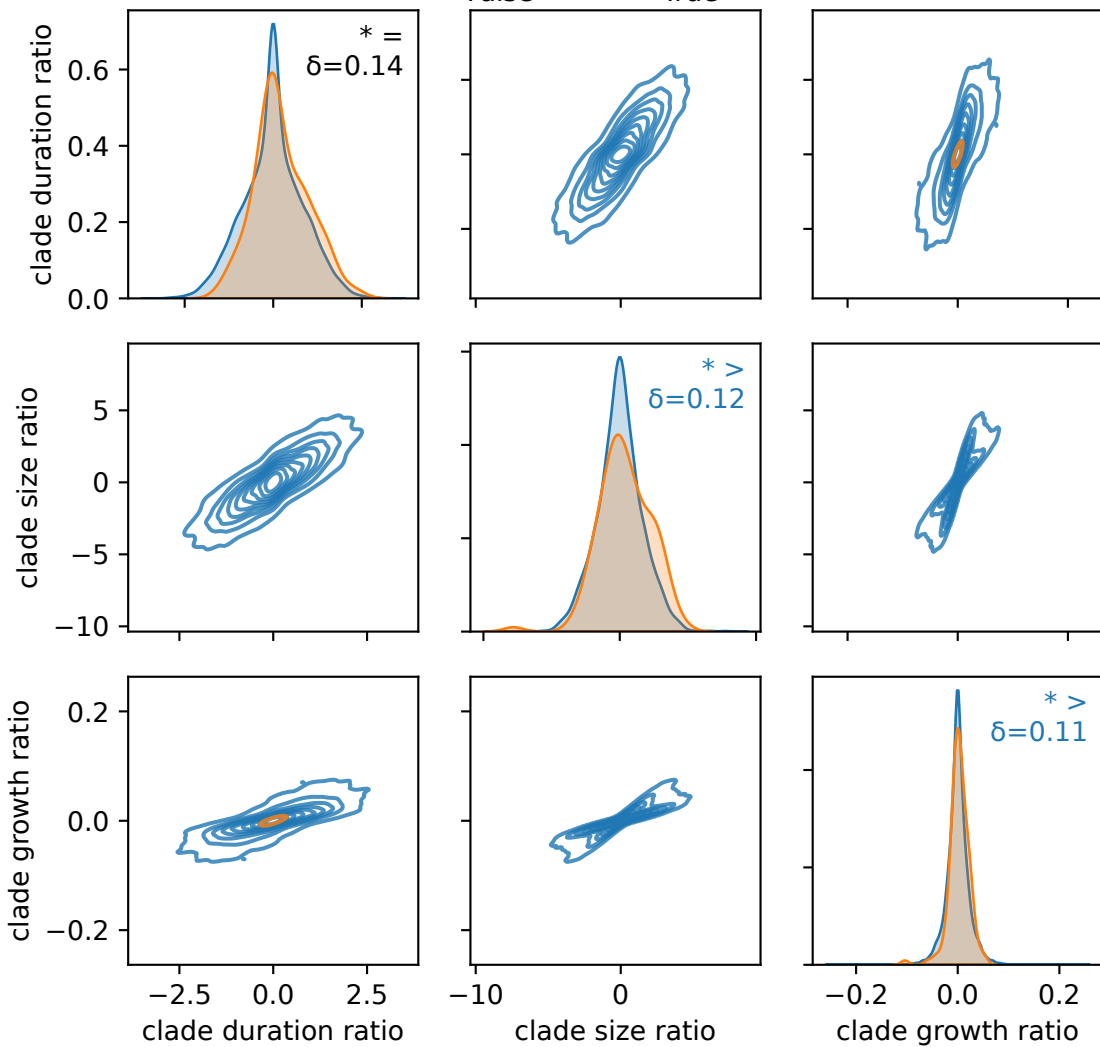 clade duration ratio
0.6
0.4
0.2
0.0
* =
δ=0.14
clade size ratio
5
0
−5
−10
* >
δ=0.12
clade growth ratio
0.2
0.0
−0.2
* >
δ=0.11
−2.5 0.0 2.5
−10 0
−0.2 0.0 0.2
clade duration ratio
clade size ratio
clade growth ratio